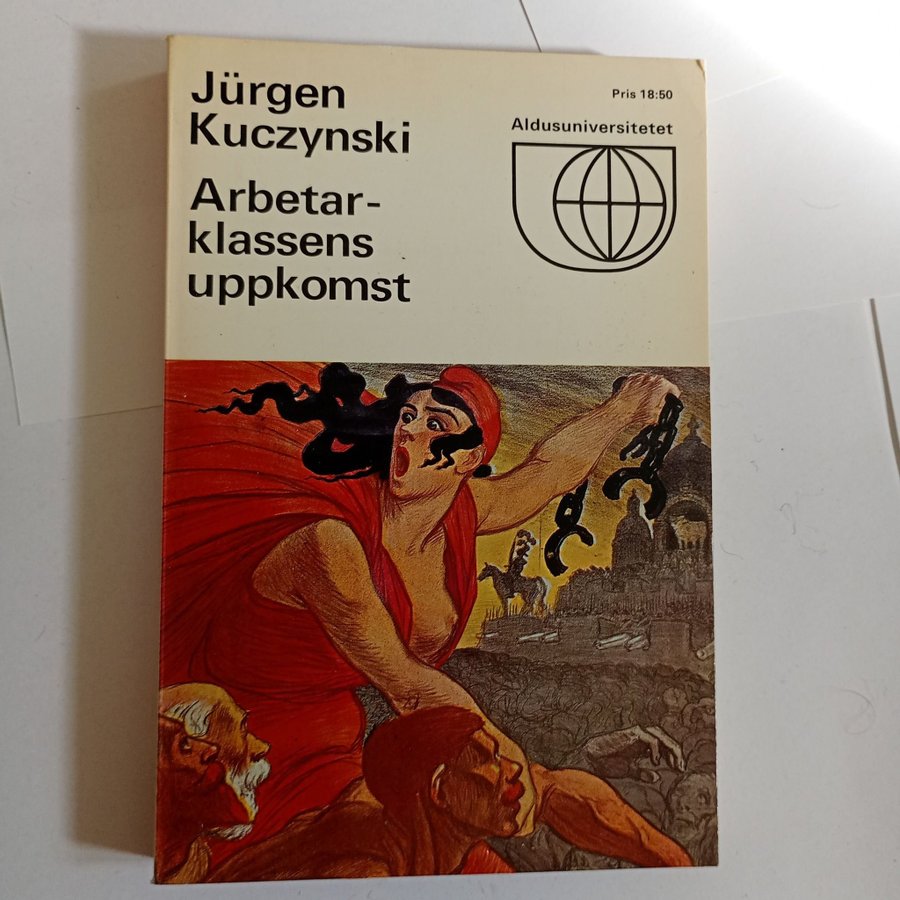 Jürgen
Kuczynski
Arbetar-
klassens
uppkomst
Pris 18:50
Aldusuniversitetet